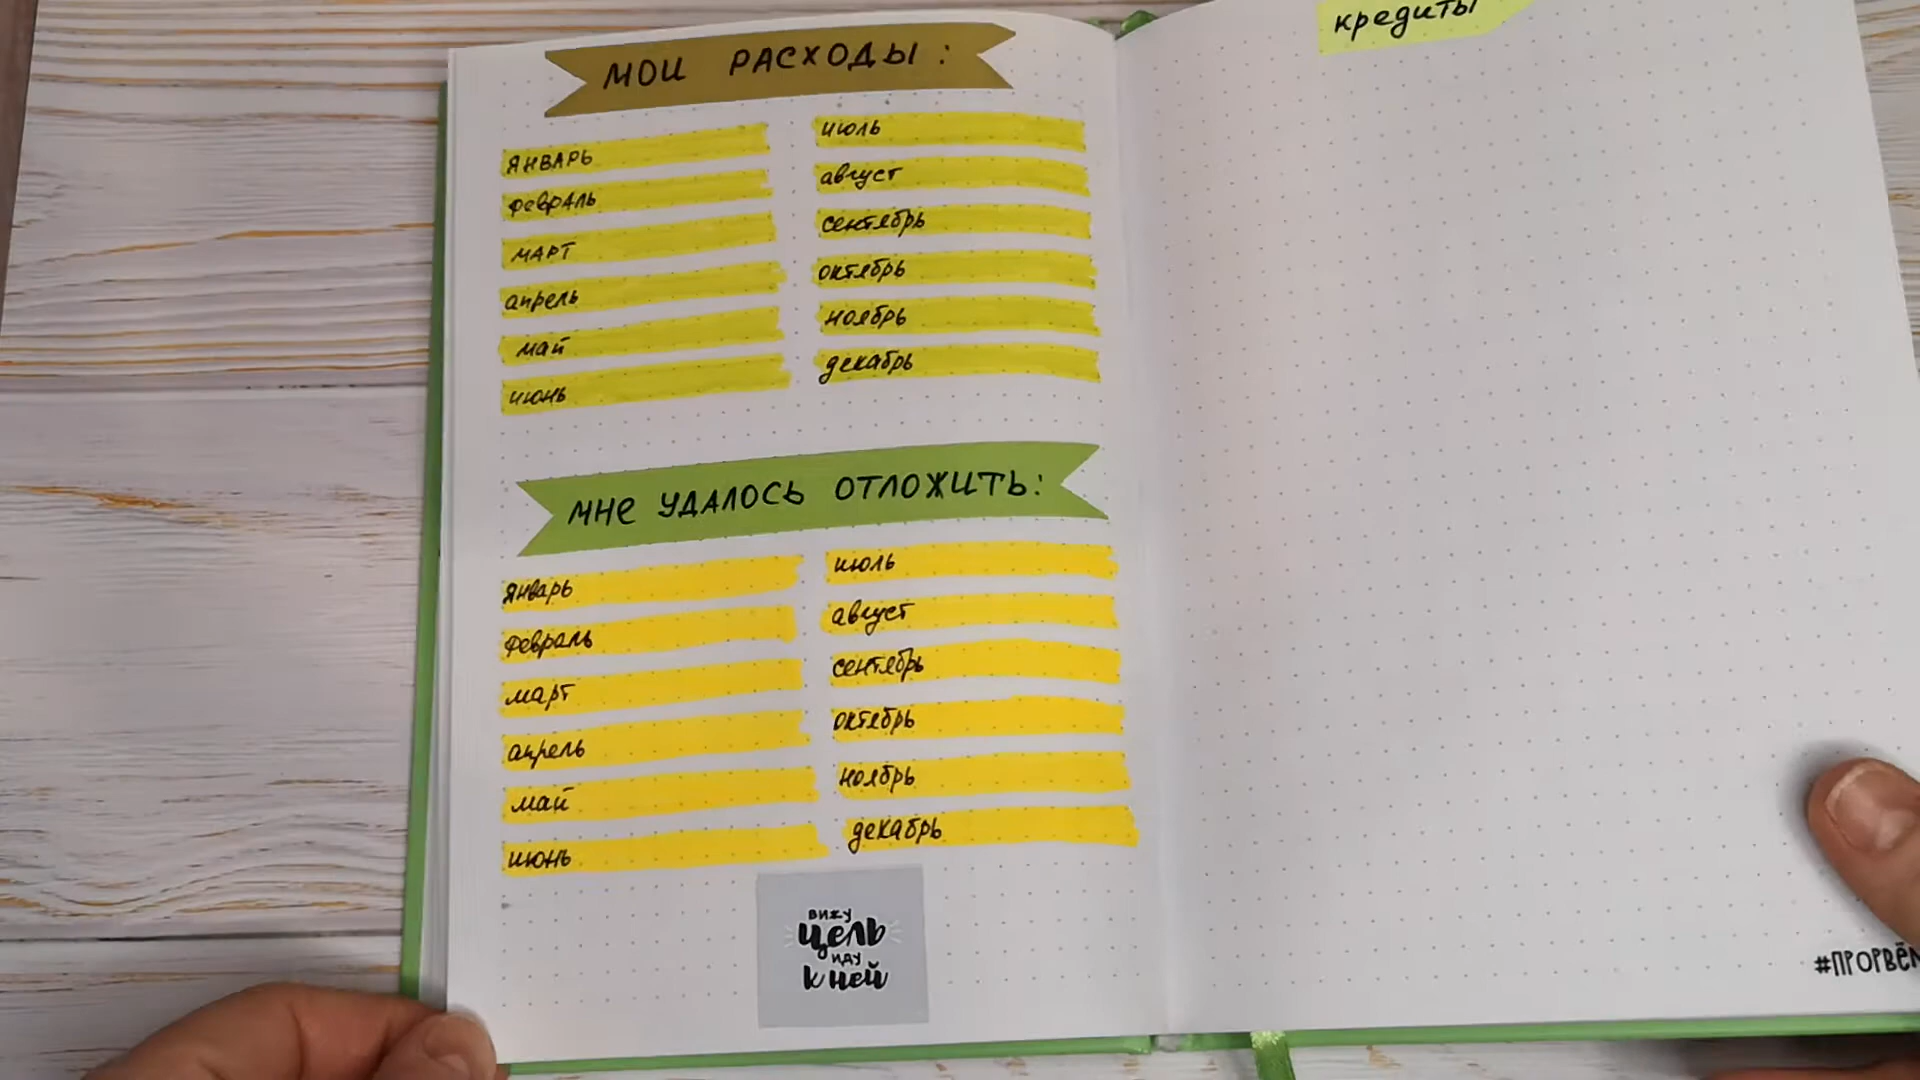 МОИ РАСХОДЫ:
ЯНВАРЬ
ФЕВРАЛЬ
МАРТ
апрель
май
июнь
июль
август
сентябрь
октябрь
ноябрь
декабрь
МНЕ УДАЛОСЬ ОТЛОЖИТЬ:
январь
февраль
март
апрель
май
июнь
июль
август
сентябрь
октябрь
ноябрь
декабрь
ВИЖУ
Цель
ИДУ
к ней
кредиты